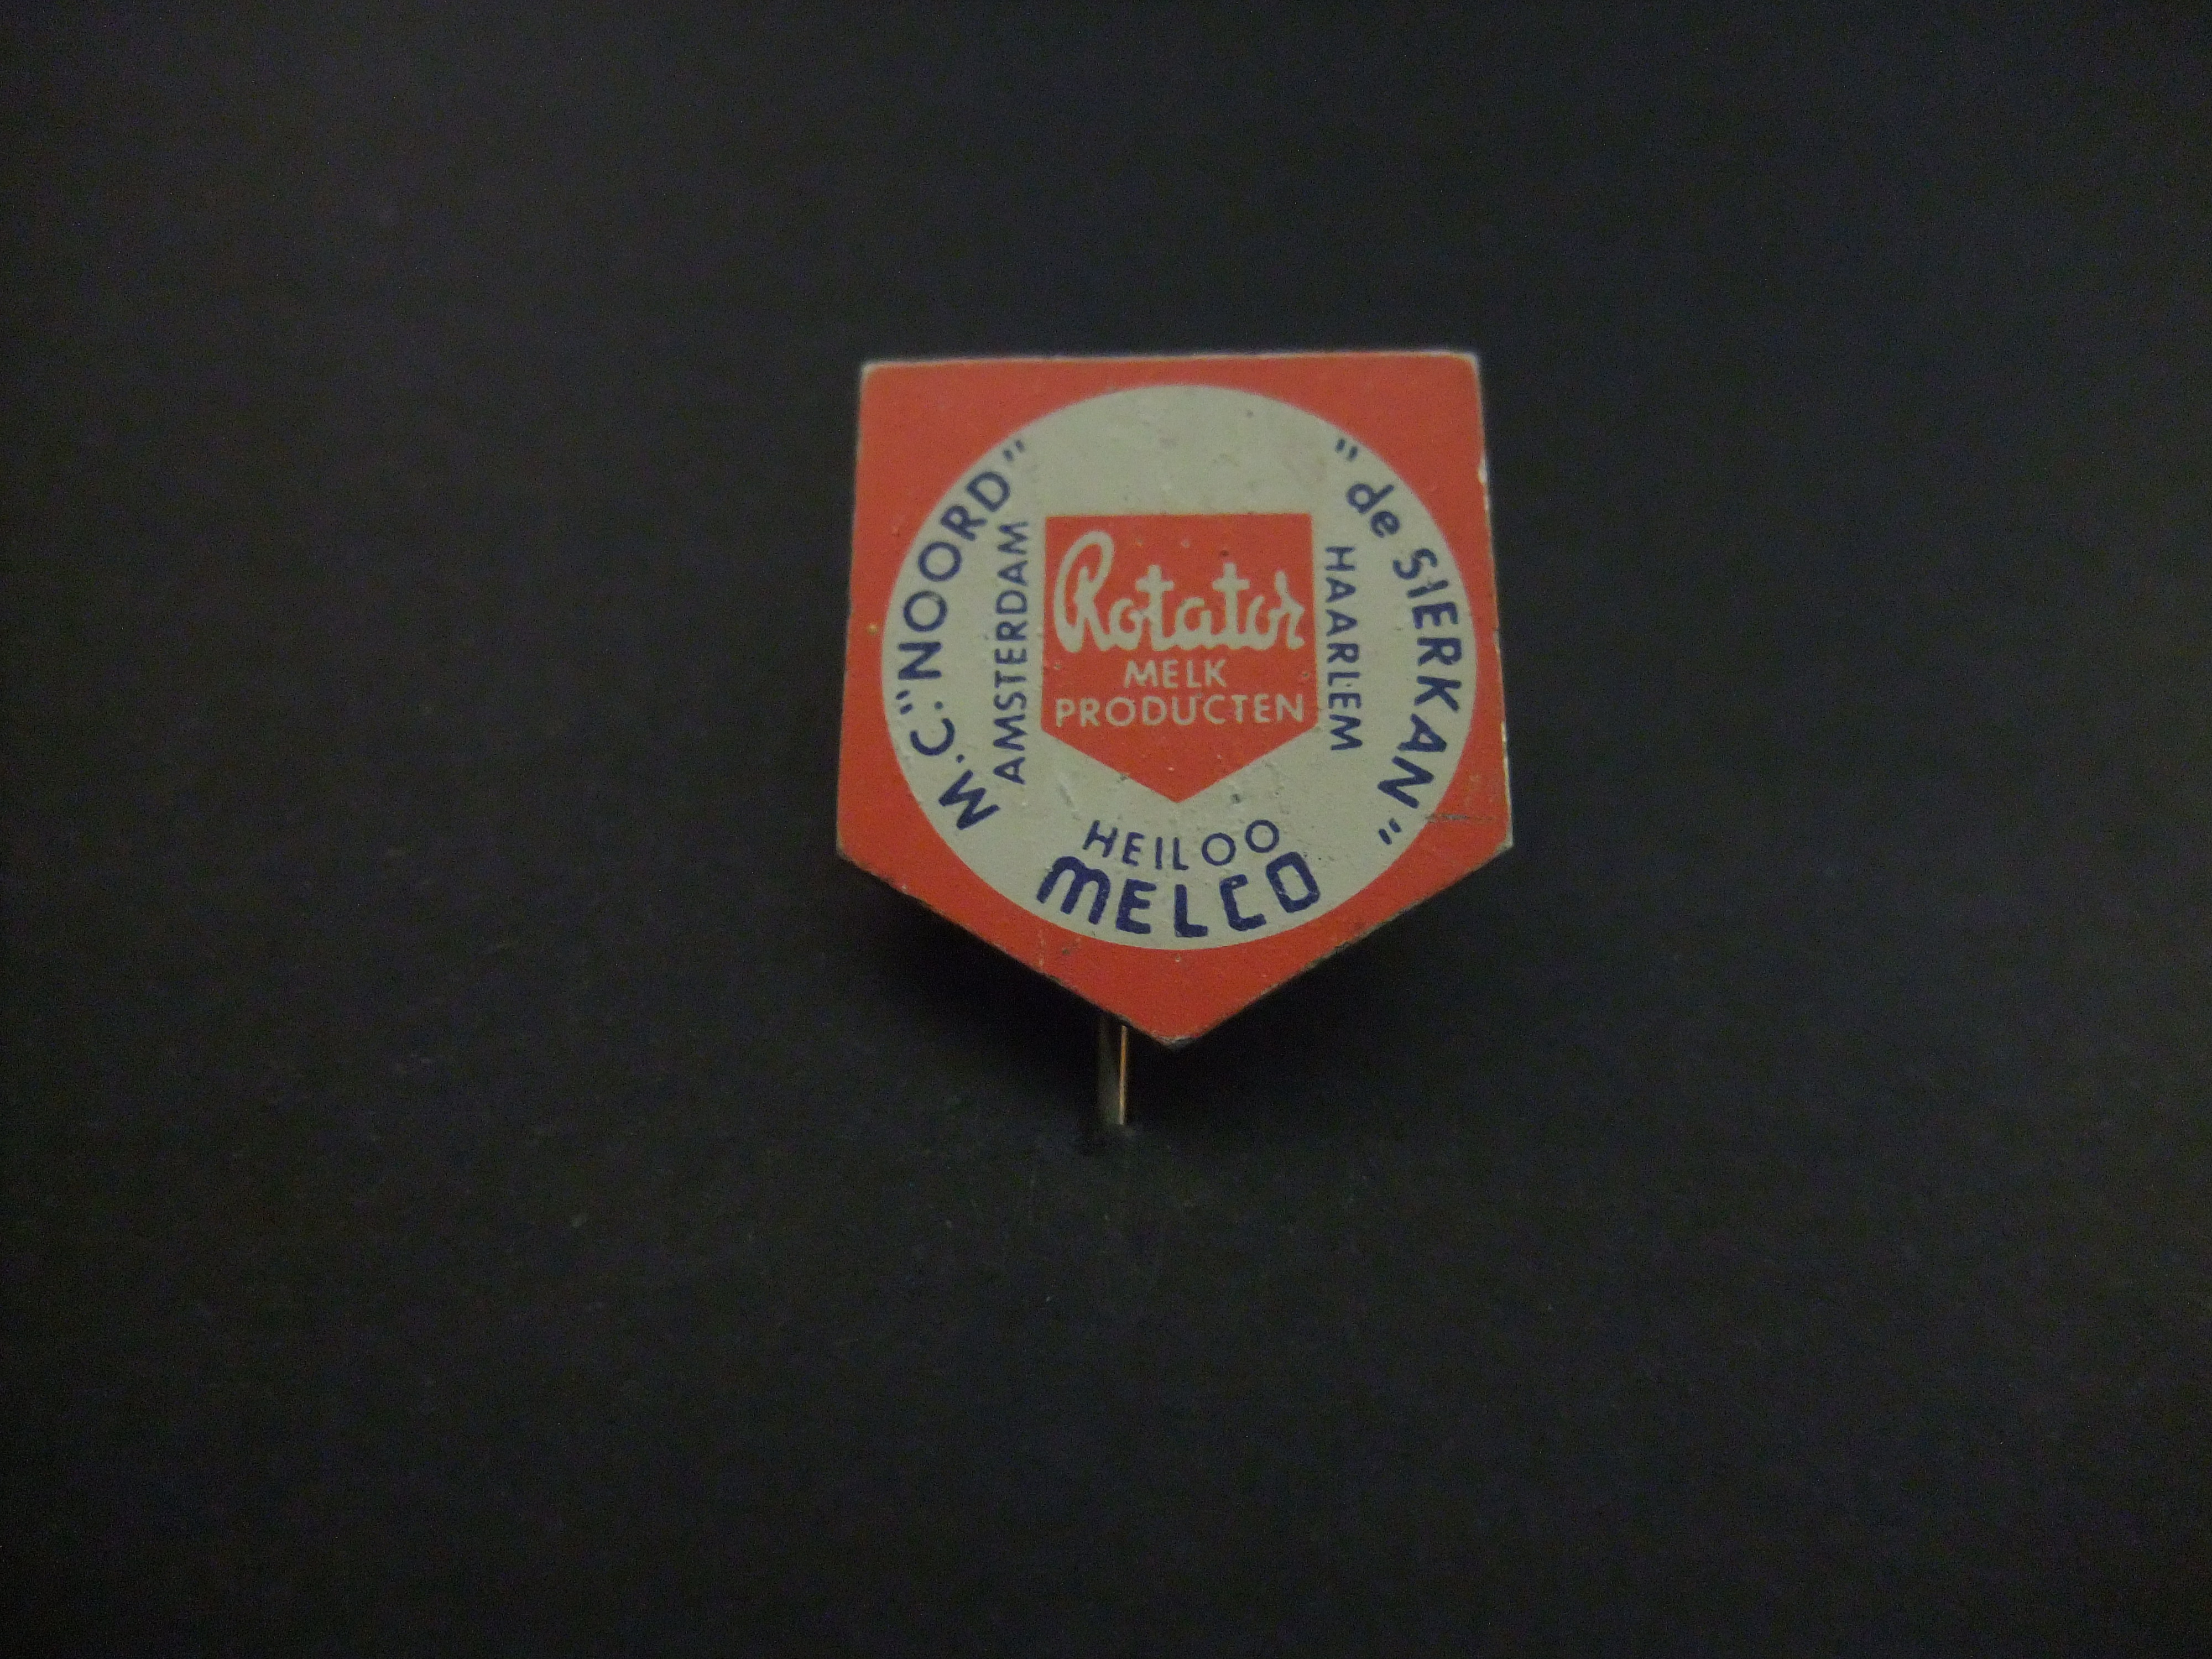 M.C. "NOORD"
AMSTERDAM
"de SIERKAN"
HAARLEM
Rotator
MELK
PRODUCTEN
HEILOO
MELCO